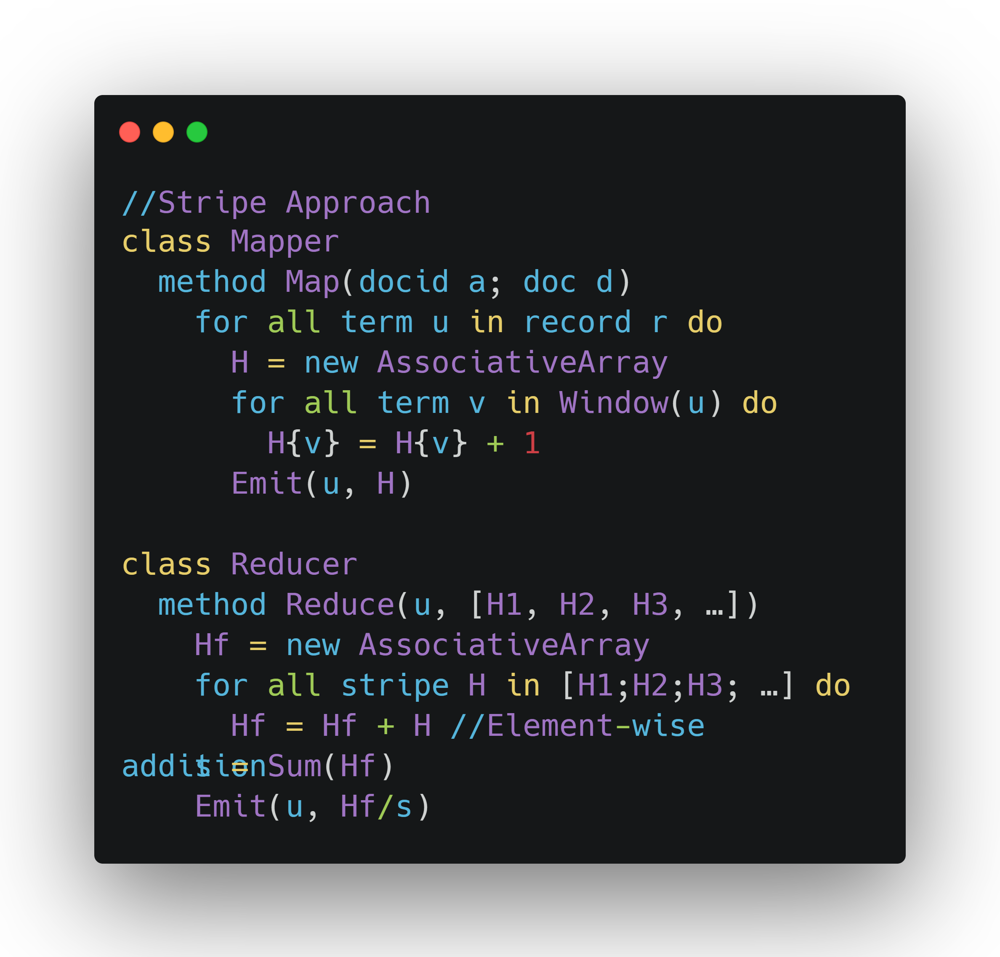 //Stripe Approach
class Mapper
  method Map(docid a; doc d)
    for all term u in record r do
      H = new AssociativeArray
      for all term v in Window(u) do
        H{v} = H{v} + 1
      Emit(u, H)
class Reducer
  method Reduce(u, [H1, H2, H3, …])
    Hf = new AssociativeArray
    for all stripe H in [H1;H2;H3; …] do
      Hf = Hf + H //Element-wise
addition
    s = Sum(Hf)
    Emit(u, Hf/s)